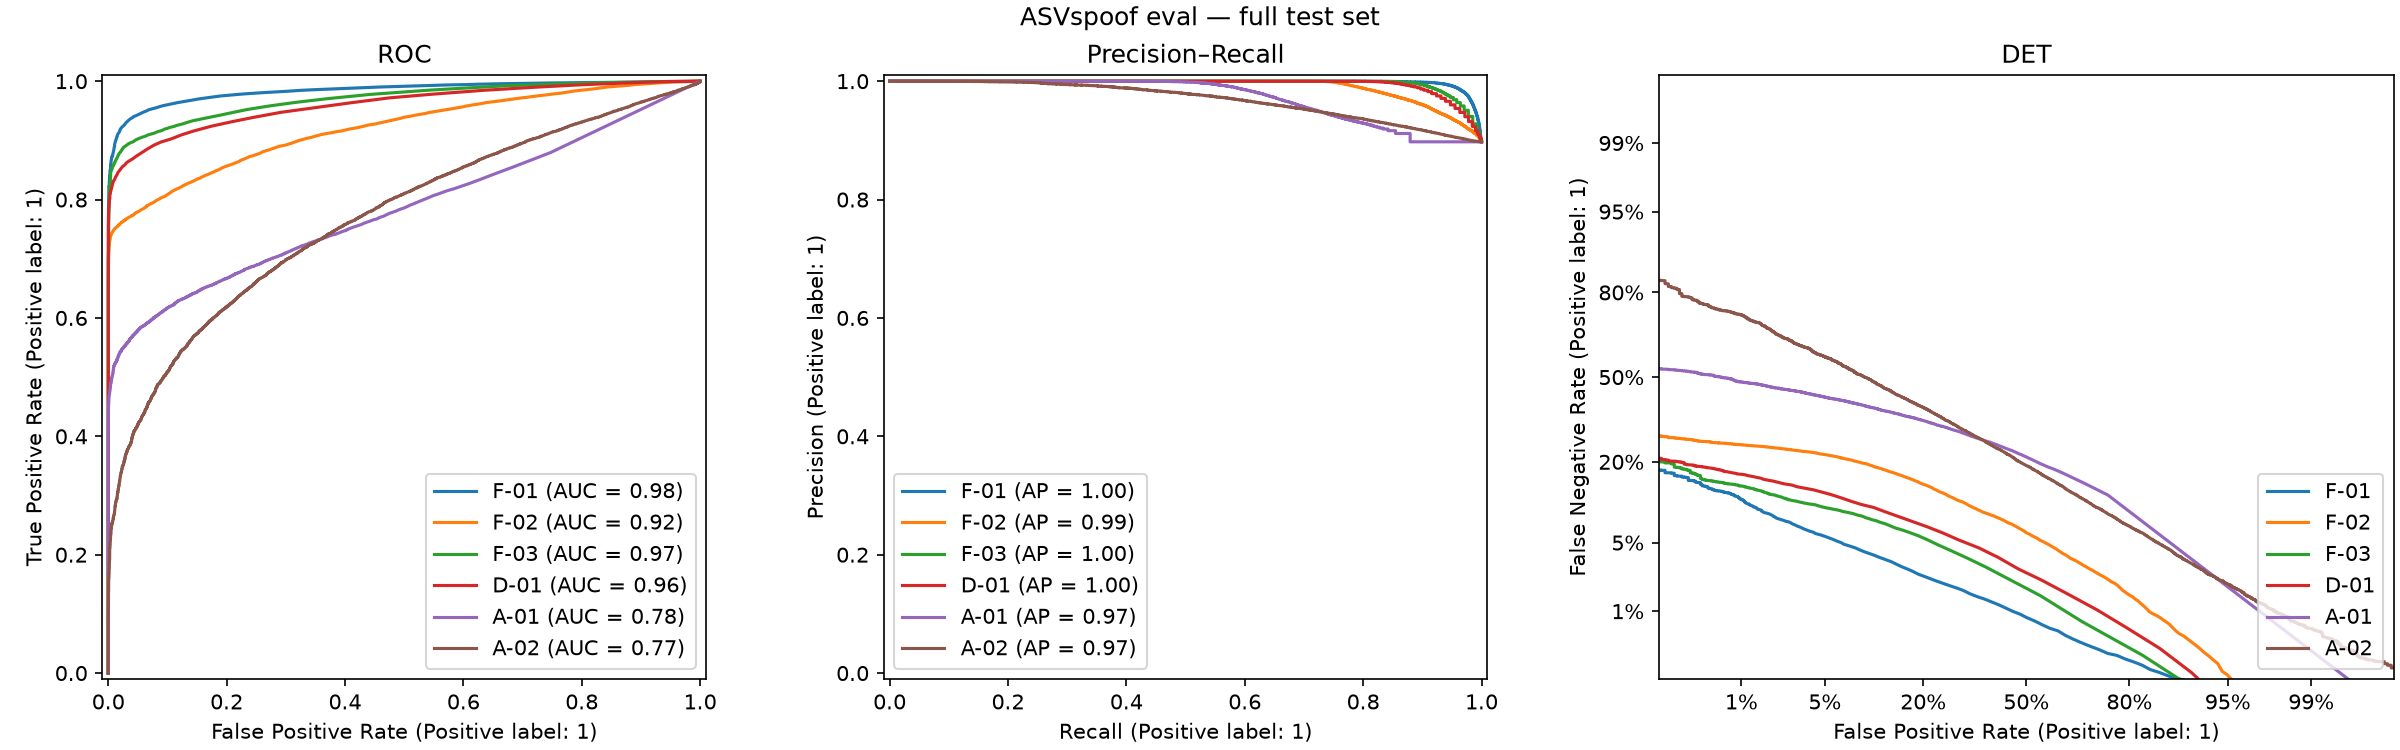 ASVspoof eval — full test set
ROC
True Positive Rate (Positive label: 1)
1.0
0.8
0.6
0.4
0.2
0.0
F-01 (AUC = 0.98)
F-02 (AUC = 0.92)
F-03 (AUC = 0.97)
D-01 (AUC = 0.96)
A-01 (AUC = 0.78)
A-02 (AUC = 0.77)
0.0 0.2 0.4 0.6 0.8 1.0
False Positive Rate (Positive label: 1)
Precision–Recall
Precision (Positive label: 1)
1.0
0.8
0.6
0.4
0.2
0.0
F-01 (AP = 1.00)
F-02 (AP = 0.99)
F-03 (AP = 1.00)
D-01 (AP = 1.00)
A-01 (AP = 0.97)
A-02 (AP = 0.97)
0.0 0.2 0.4 0.6 0.8 1.0
Recall (Positive label: 1)
DET
False Negative Rate (Positive label: 1)
99%
95%
80%
50%
20%
5%
1%
F-01
F-02
F-03
D-01
A-01
A-02
1% 5% 20% 50% 80% 95% 99%
False Positive Rate (Positive label: 1)